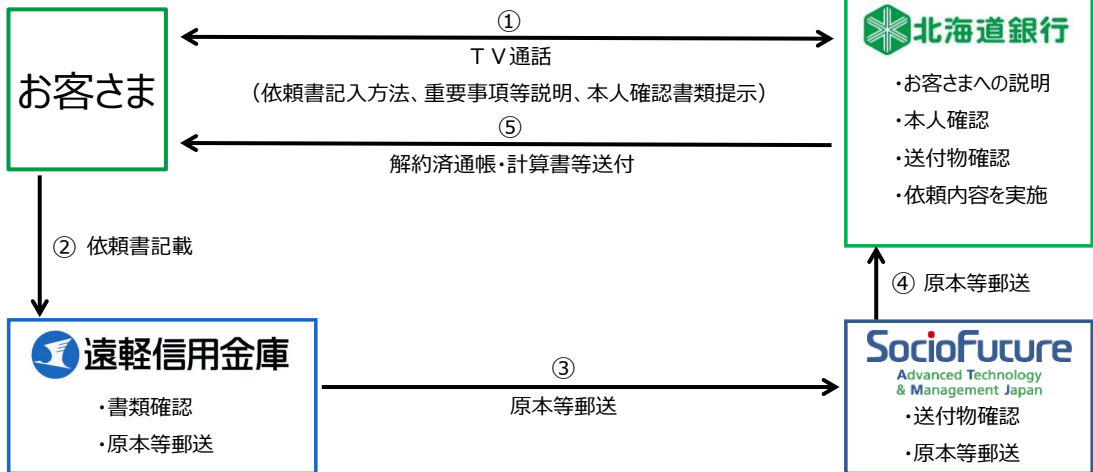 お客さま
①
ＴＶ通話
（依頼書記入方法、重要事項等説明、本人確認書類提示）
⑤
解約済通帳・計算書等送付
北海道銀行
・お客さまへの説明
・本人確認
・送付物確認
・依頼内容を実施
② 依頼書記載
④ 原本等郵送
遠軽信用金庫
・書類確認
・原本等郵送
③
原本等郵送
SocioFuture
Advanced Technology
& Management Japan
・送付物確認
・原本等郵送